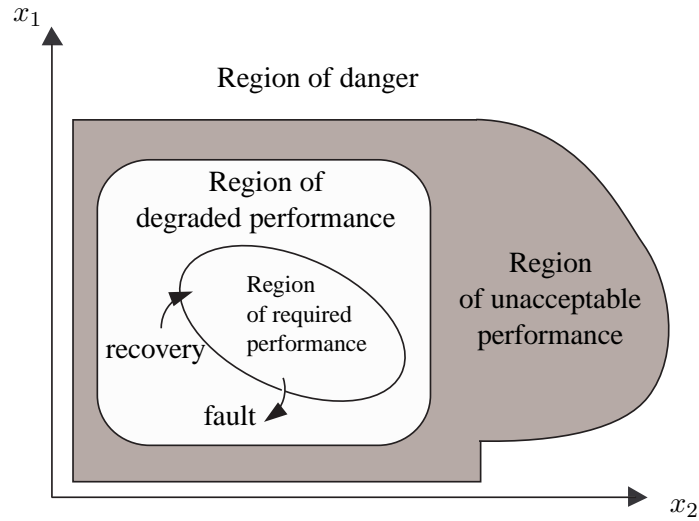 x1
Region of danger
Region of
degraded performance
Region
of required
performance
Region
of unacceptable
performance
recovery
fault
x2